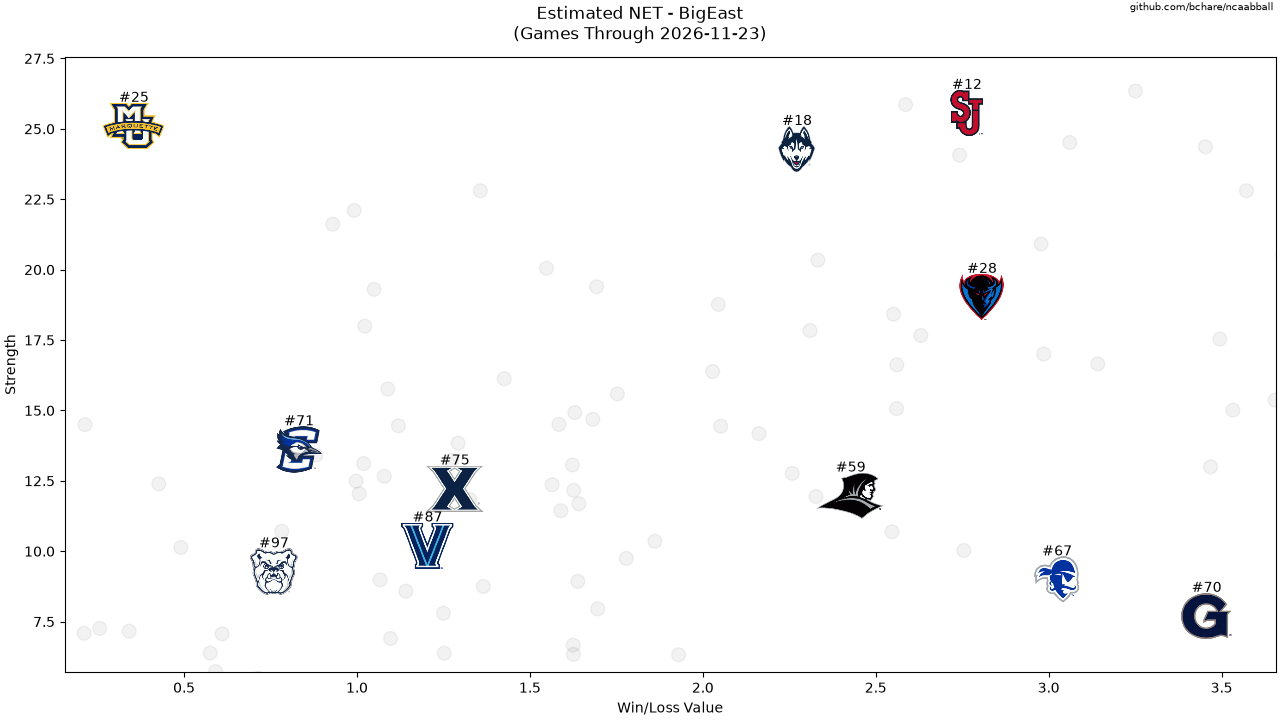 github.com/bchare/ncaabball
Estimated NET - BigEast
(Games Through 2026-11-23)
27.5
25.0
22.5
20.0
17.5
15.0
12.5
10.0
7.5
Strength
#25
MU
MARQUETTE
#18
#12
SJ
#28
#71
C
#75
X
#87
V
#97
#59
#67
#70
G
0.5
1.0
1.5
2.0
2.5
3.0
3.5
Win/Loss Value